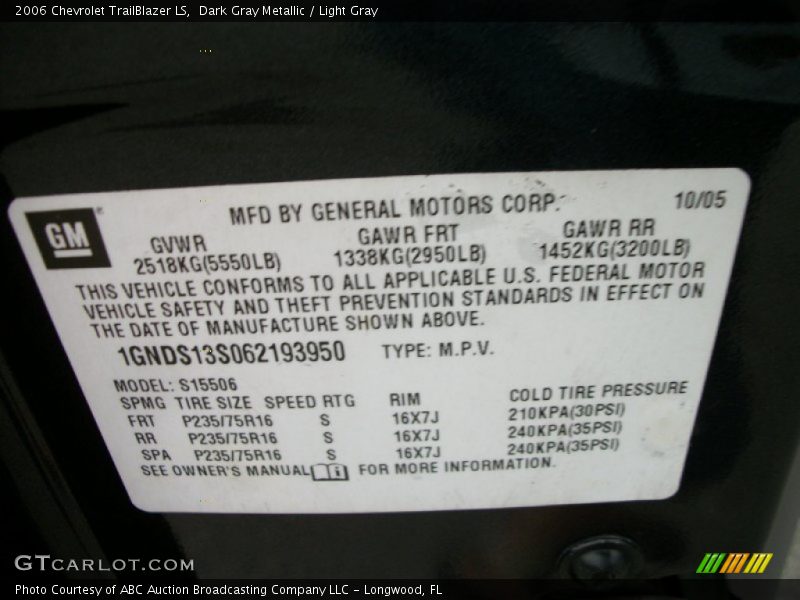 2006 Chevrolet TrailBlazer LS,  Dark Gray Metallic / Light Gray
MFD BY GENERAL MOTORS CORP. 10/05
GM
GVWR GAWR FRT GAWR RR
2518KG(5550LB) 1338KG(2950LB) 1452KG(3200LB)
THIS VEHICLE CONFORMS TO ALL APPLICABLE U.S. FEDERAL MOTOR
VEHICLE SAFETY AND THEFT PREVENTION STANDARDS IN EFFECT ON
THE DATE OF MANUFACTURE SHOWN ABOVE.
1GNDS13S062193950 TYPE: M.P.V.
MODEL: S15506
SPMG TIRE SIZE SPEED RTG RIM COLD TIRE PRESSURE
FRT P235/75R16 S 16X7J 210KPA(30PSI)
RR P235/75R16 S 16X7J 240KPA(35PSI)
SPA P235/75R16 S 16X7J 240KPA(35PSI)
SEE OWNER'S MANUAL FOR MORE INFORMATION.
GTCARLOT.COM
Photo Courtesy of ABC Auction Broadcasting Company LLC - Longwood, FL